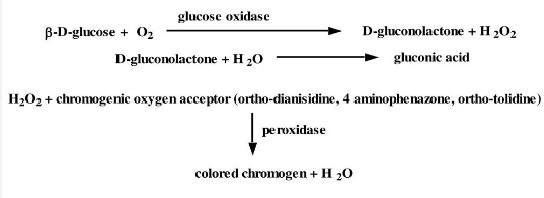 glucose oxidase
β-D-glucose + O₂ D-gluconolactone + H₂O₂
D-gluconolactone + H₂O gluconic acid
H₂O₂ + chromogenic oxygen acceptor (ortho-dianisidine, 4 aminophenazone, ortho-tolidine)
peroxidase
colored chromogen + H₂O